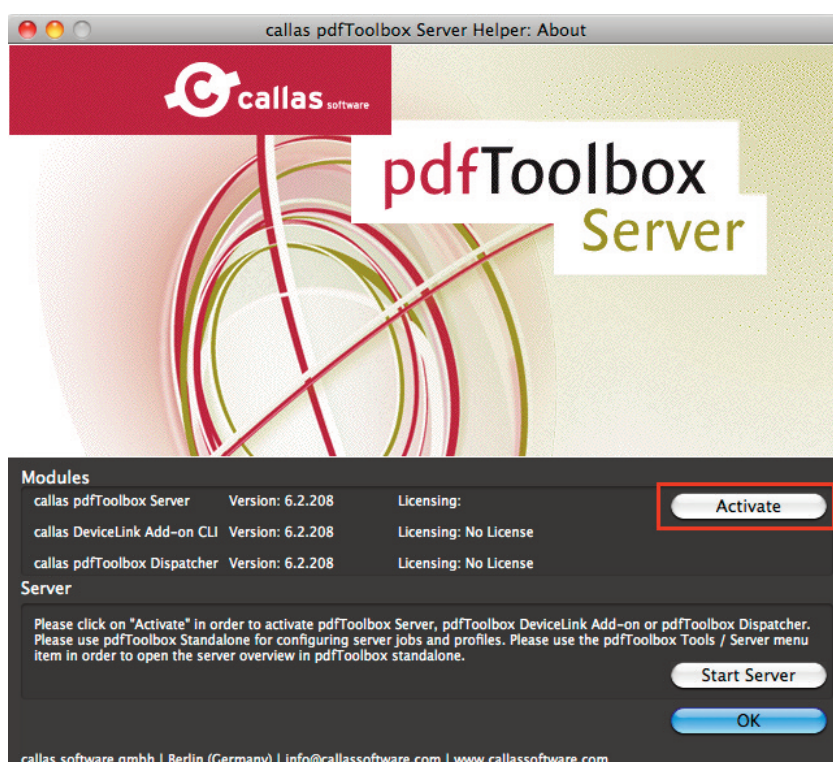 callas pdfToolbox Server Helper: About
callas software
pdfToolbox
Server
Modules
callas pdfToolbox Server Version: 6.2.208 Licensing:
Activate
callas DeviceLink Add-on CLI Version: 6.2.208 Licensing: No License
callas pdfToolbox Dispatcher Version: 6.2.208 Licensing: No License
Server
Please click on "Activate" in order to activate pdfToolbox Server, pdfToolbox DeviceLink Add-on or pdfToolbox Dispatcher.
Please use pdfToolbox Standalone for configuring server jobs and profiles. Please use the pdfToolbox Tools / Server menu
item in order to open the server overview in pdfToolbox standalone.
Start Server
OK
callas software gmbh | Berlin (Germany) | info@callassoftware.com | www.callassoftware.com